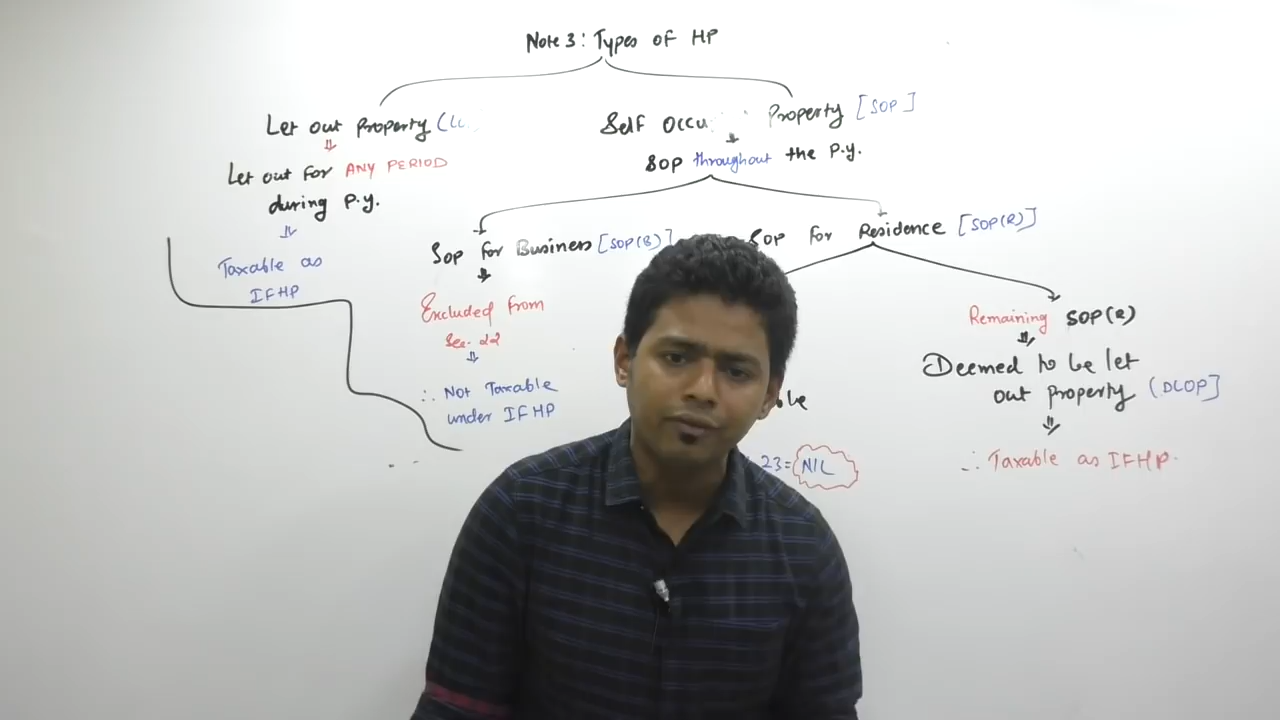 Note 3: Types of HP
Let out property (
Let out for ANY PERIOD
during P.y.
Taxable as
IFHP
Self Occu Property [SOP]
SOP throughout the P.y.
SOP for Business [SOP(B)]
Excluded from
Sec. 22
∴ Not Taxable
under IFHP
SOP for Residence [SOP(R)]
23 = NIL
Remaining SOP(R)
Deemed to be let
out property (DLOP]
∴ Taxable as IFHP.